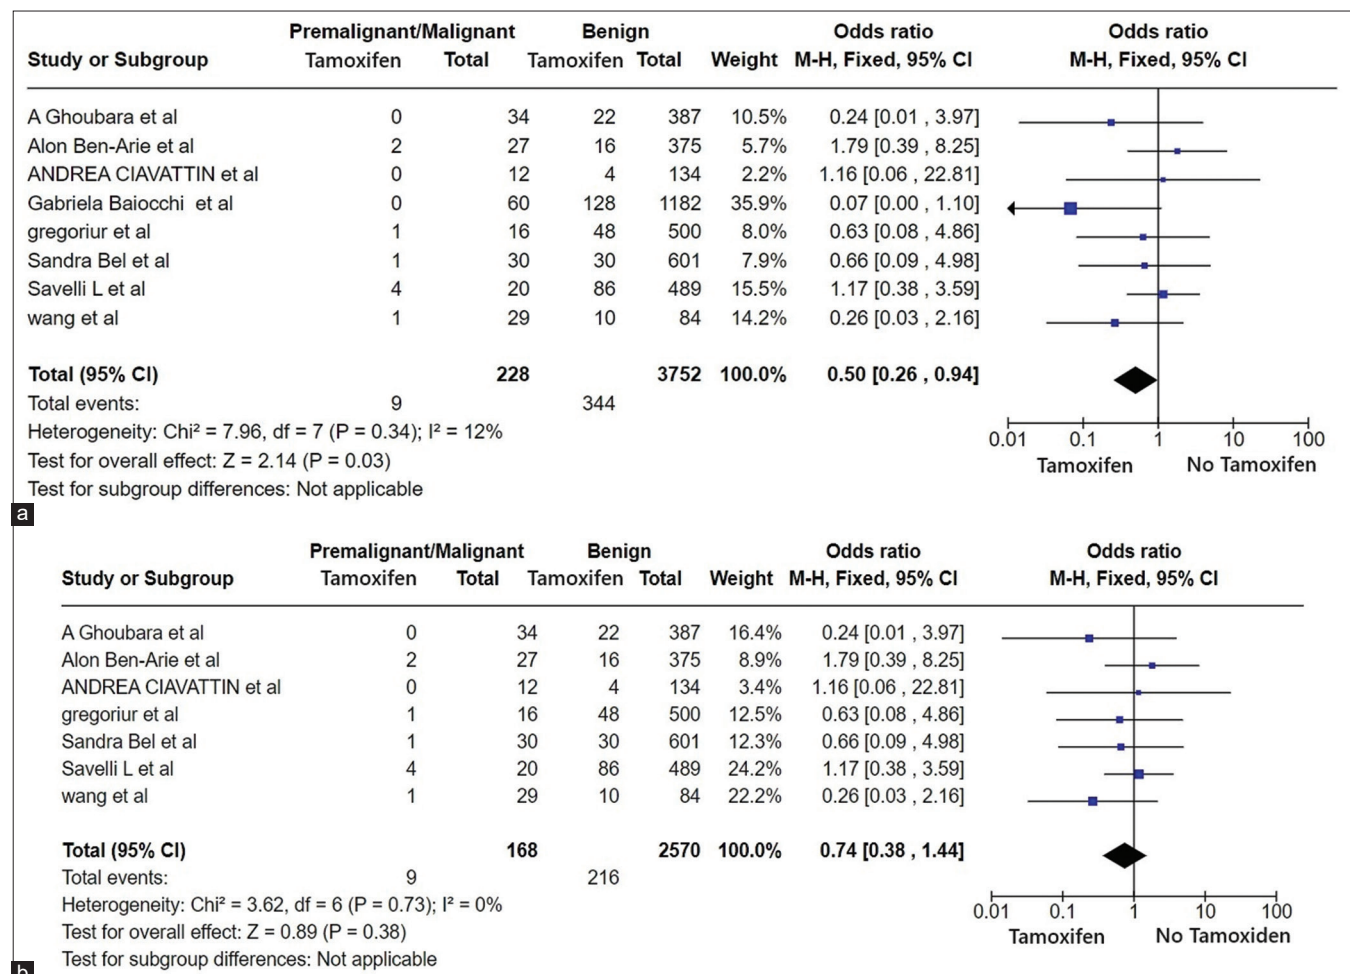 Premalignant/Malignant Benign Odds ratio Odds ratio
Study or Subgroup Tamoxifen Total Tamoxifen Total Weight M-H, Fixed, 95% CI M-H, Fixed, 95% CI
A Ghoubara et al 0 34 22 387 10.5% 0.24 [0.01 , 3.97]
Alon Ben-Arie et al 2 27 16 375 5.7% 1.79 [0.39 , 8.25]
ANDREA CIAVATTIN et al 0 12 4 134 2.2% 1.16 [0.06 , 22.81]
Gabriela Baiocchi et al 0 60 128 1182 35.9% 0.07 [0.00 , 1.10]
gregoriur et al 1 16 48 500 8.0% 0.63 [0.08 , 4.86]
Sandra Bel et al 1 30 30 601 7.9% 0.66 [0.09 , 4.98]
Savelli L et al 4 20 86 489 15.5% 1.17 [0.38 , 3.59]
wang et al 1 29 10 84 14.2% 0.26 [0.03 , 2.16]
Total (95% CI) 228 3752 100.0% 0.50 [0.26 , 0.94]
Total events: 9 344
Heterogeneity: Chi² = 7.96, df = 7 (P = 0.34); I² = 12%
Test for overall effect: Z = 2.14 (P = 0.03)
Test for subgroup differences: Not applicable
0.01 0.1 1 10 100
Tamoxifen No Tamoxifen
a
Premalignant/Malignant Benign Odds ratio Odds ratio
Study or Subgroup Tamoxifen Total Tamoxifen Total Weight M-H, Fixed, 95% CI M-H, Fixed, 95% CI
A Ghoubara et al 0 34 22 387 16.4% 0.24 [0.01 , 3.97]
Alon Ben-Arie et al 2 27 16 375 8.9% 1.79 [0.39 , 8.25]
ANDREA CIAVATTIN et al 0 12 4 134 3.4% 1.16 [0.06 , 22.81]
gregoriur et al 1 16 48 500 12.5% 0.63 [0.08 , 4.86]
Sandra Bel et al 1 30 30 601 12.3% 0.66 [0.09 , 4.98]
Savelli L et al 4 20 86 489 24.2% 1.17 [0.38 , 3.59]
wang et al 1 29 10 84 22.2% 0.26 [0.03 , 2.16]
Total (95% CI) 168 2570 100.0% 0.74 [0.38 , 1.44]
Total events: 9 216
Heterogeneity: Chi² = 3.62, df = 6 (P = 0.73); I² = 0%
Test for overall effect: Z = 0.89 (P = 0.38)
Test for subgroup differences: Not applicable
0.01 0.1 1 10 100
Tamoxifen No Tamoxiden
b